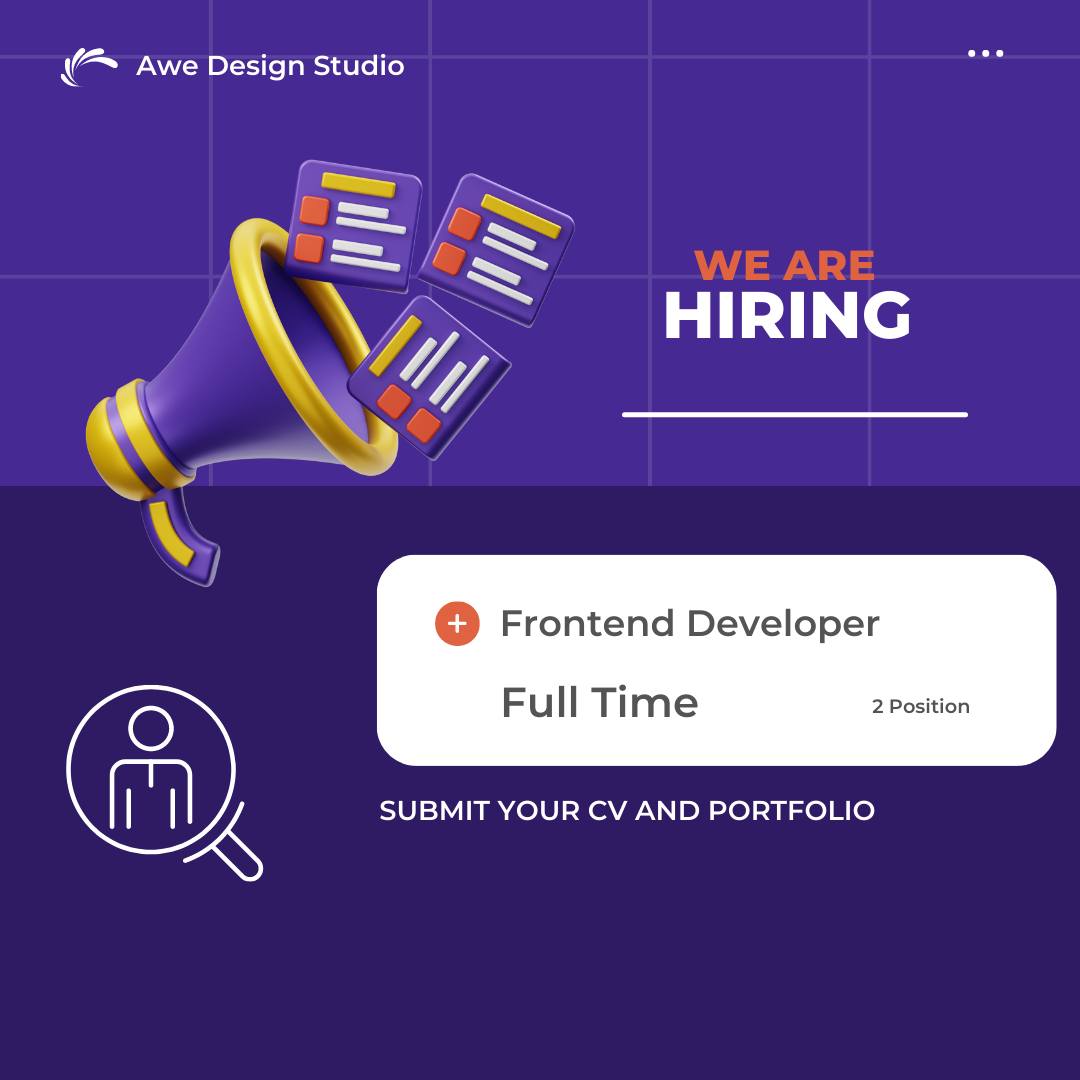 Awe Design Studio
WE ARE
HIRING
Frontend Developer
Full Time
2 Position
SUBMIT YOUR CV AND PORTFOLIO